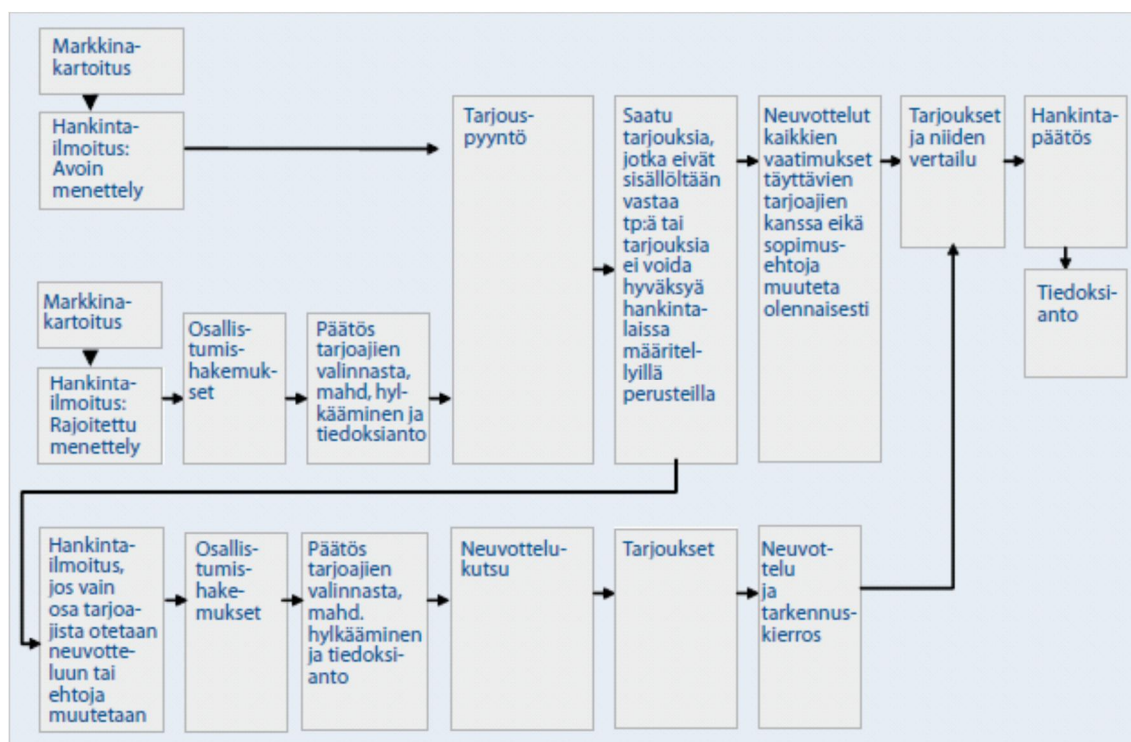 Markkina-
kartoitus
Hankinta-
ilmoitus:
Avoin
menettely
Tarjous-
pyyntö
Saatu
tarjouksia,
jotka eivät
sisällöltään
vastaa
tp:ä tai
tarjouksia
ei voida
hyväksyä
hankinta-
laissa
määritel-
lyillä
perusteilla
Neuvottelut
kaikkien
vaatimukset
täyttävien
tarjoajien
kanssa eikä
sopimus-
ehtoja
muuteta
olennaisesti
Tarjoukset
ja niiden
vertailu
Hankinta-
päätös
Tiedoksi-
anto
Markkina-
kartoitus
Hankinta-
ilmoitus:
Rajoitettu
menettely
Osallis-
tumis-
hakemuk-
set
Päätös
tarjoajien
valinnasta,
mahd, hyl-
kääminen ja
tiedoksianto
Hankinta-
ilmoitus,
jos vain
osa tarjoa-
jista otetaan
neuvotte-
luun tai
ehtoja
muutetaan
Osallis-
tumis-
hake-
mukset
Päätös
tarjoajien
valinnasta,
mahd.
hylkääminen
ja tiedoksi-
anto
Neuvottelu-
kutsu
Tarjoukset
Neuvot-
telu
ja
tarkennus-
kierros